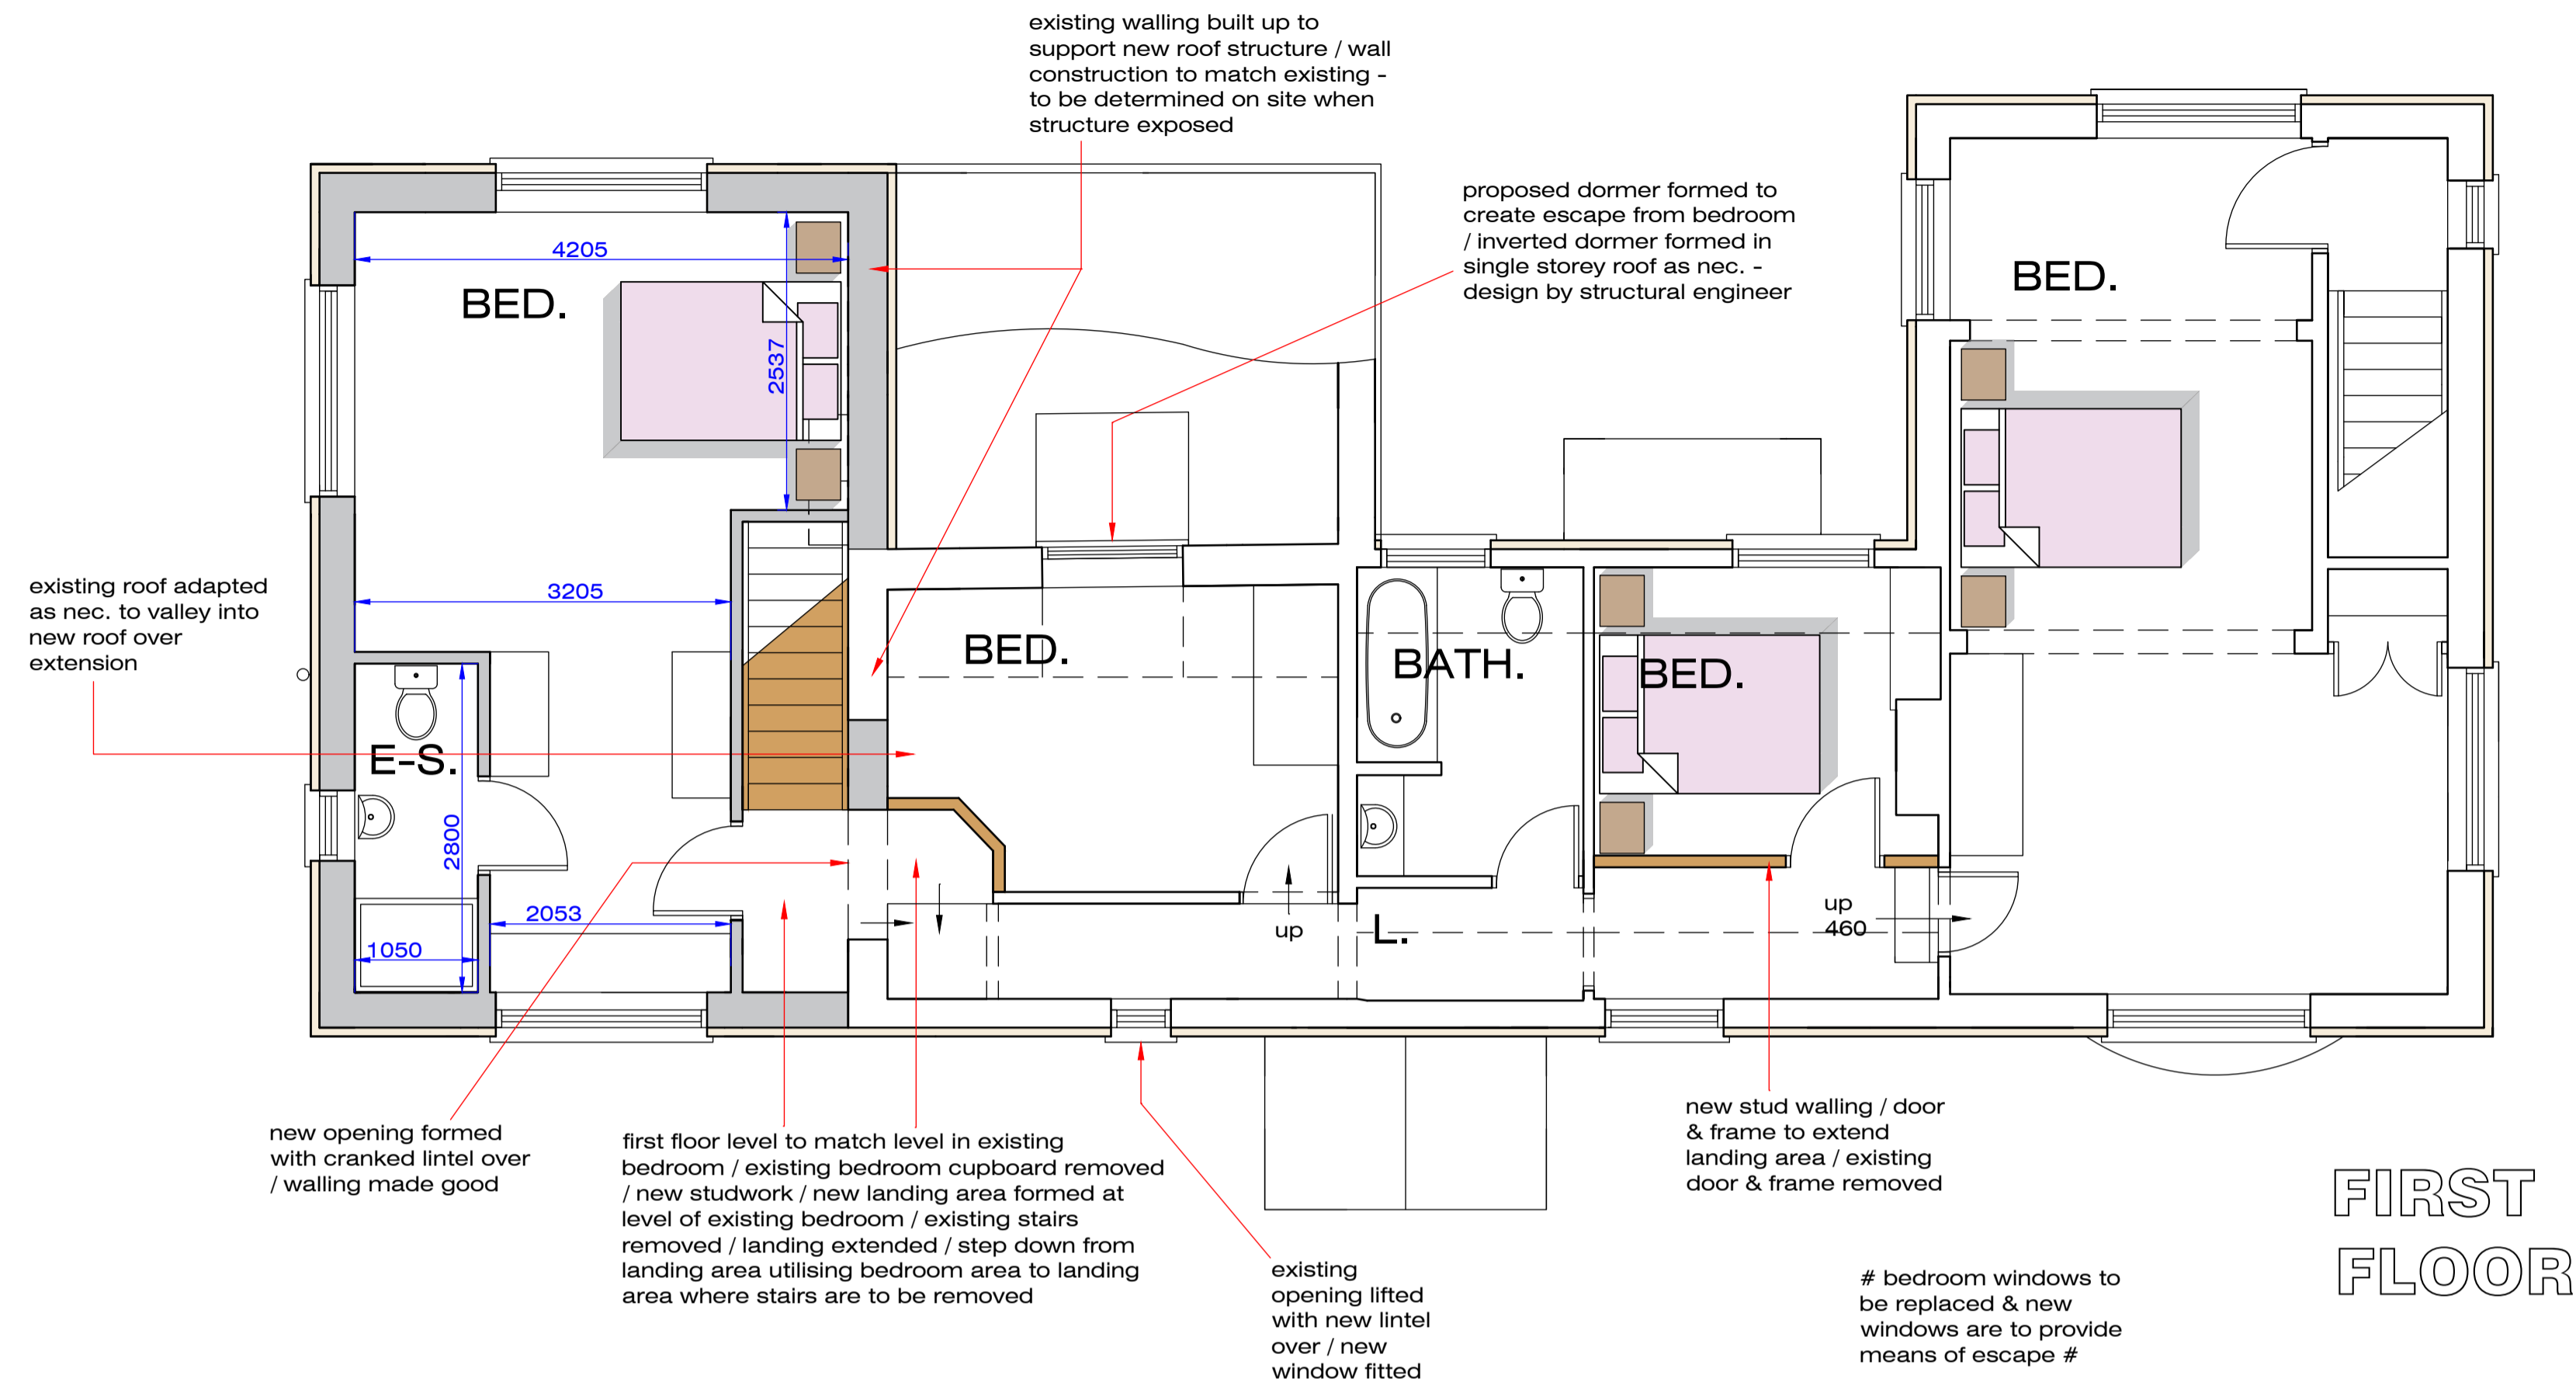 existing walling built up to
support new roof structure / wall
construction to match existing -
to be determined on site when
structure exposed
proposed dormer formed to
create escape from bedroom
/ inverted dormer formed in
single storey roof as nec. -
design by structural engineer
4205
BED.
2537
BED.
existing roof adapted
as nec. to valley into
new roof over
extension
3205
BED.
BATH.
BED.
E-S.
2800
2053
1050
up
L.
up
460
new opening formed
with cranked lintel over
/ walling made good
first floor level to match level in existing
bedroom / existing bedroom cupboard removed
/ new studwork / new landing area formed at
level of existing bedroom / existing stairs
removed / landing extended / step down from
landing area utilising bedroom area to landing
area where stairs are to be removed
existing
opening lifted
with new lintel
over / new
window fitted
new stud walling / door
& frame to extend
landing area / existing
door & frame removed
# bedroom windows to
be replaced & new
windows are to provide
means of escape #
FIRST
FLOOR